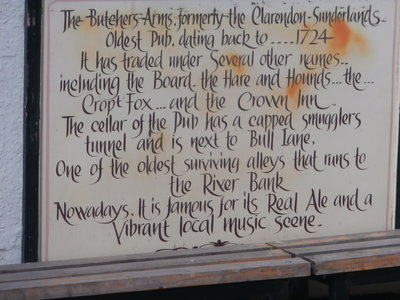 The Butchers Arms, formerly the Clarendon-Sunderlands
Oldest Pub, dating back to ....1724
It has traded under Several other names..
including the Board, the Hare and Hounds...the...
Cropt Fox...and the Crown Inn
The cellar of the Pub has a capped smugglers
tunnel and is next to Bull Lane,
One of the oldest surviving alleys that runs to
the River Bank
Nowadays, It is famous for its Real Ale and a
Vibrant local music scene.